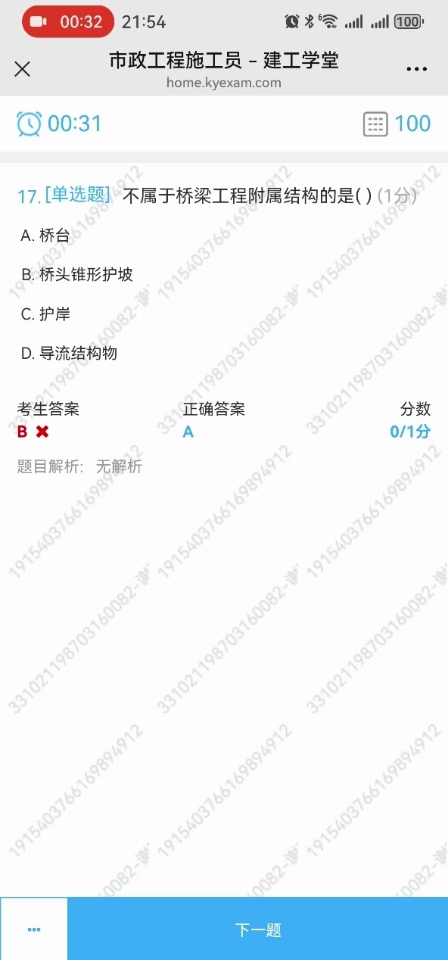 00:32 21:54 6 100
市政工程施工员 – 建工学堂
home.kyexam.com
00:31 100
17. [单选题] 不属于桥梁工程附属结构的是( ) (1分)
A. 桥台
B. 桥头锥形护坡
C. 护岸
D. 导流结构物
考生答案 正确答案 分数
B A 0/1分
题目解析: 无解析
下一题